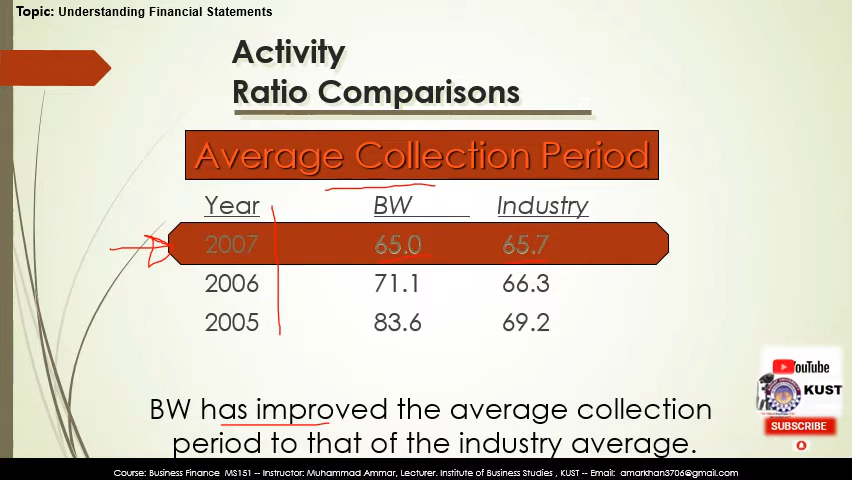 Topic: Understanding Financial Statements
Activity
Ratio Comparisons
Average Collection Period
Year BW Industry
2007 65.0 65.7
2006 71.1 66.3
2005 83.6 69.2
BW has improved the average collection
period to that of the industry average.
YouTube
KUST
SUBSCRIBE
Course: Business Finance MS151 -- Instructor: Muhammad Ammar, Lecturer. Institute of Business Studies , KUST -- Email: amarkhan3706@gmail.com